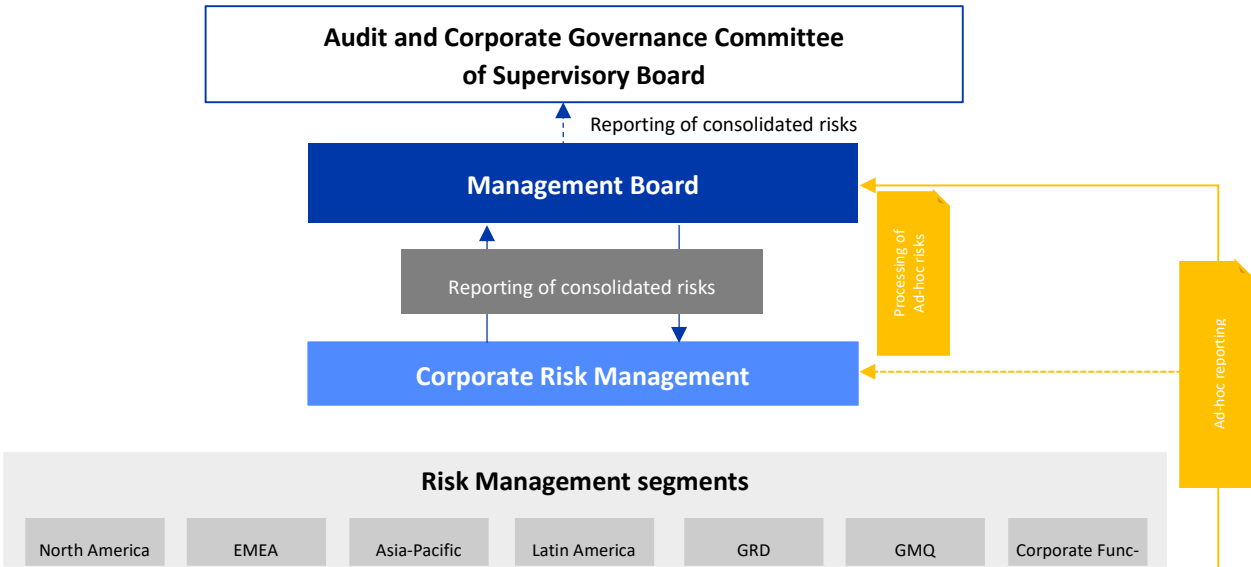 Audit and Corporate Governance Committee
of Supervisory Board
Reporting of consolidated risks
Management Board
Processing of
Ad-hoc risks
Reporting of consolidated risks
Ad-hoc reporting
Corporate Risk Management
Risk Management segments
North America
EMEA
Asia-Pacific
Latin America
GRD
GMQ
Corporate Func-